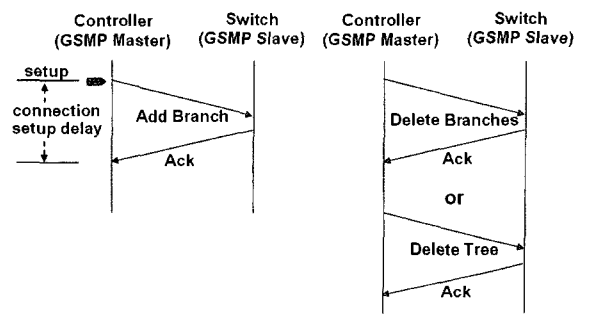 Controller
(GSMP Master)
Switch
(GSMP Slave)
setup
connection
setup delay
Add Branch
Ack
Controller
(GSMP Master)
Switch
(GSMP Slave)
Delete Branches
Ack
or
Delete Tree
Ack